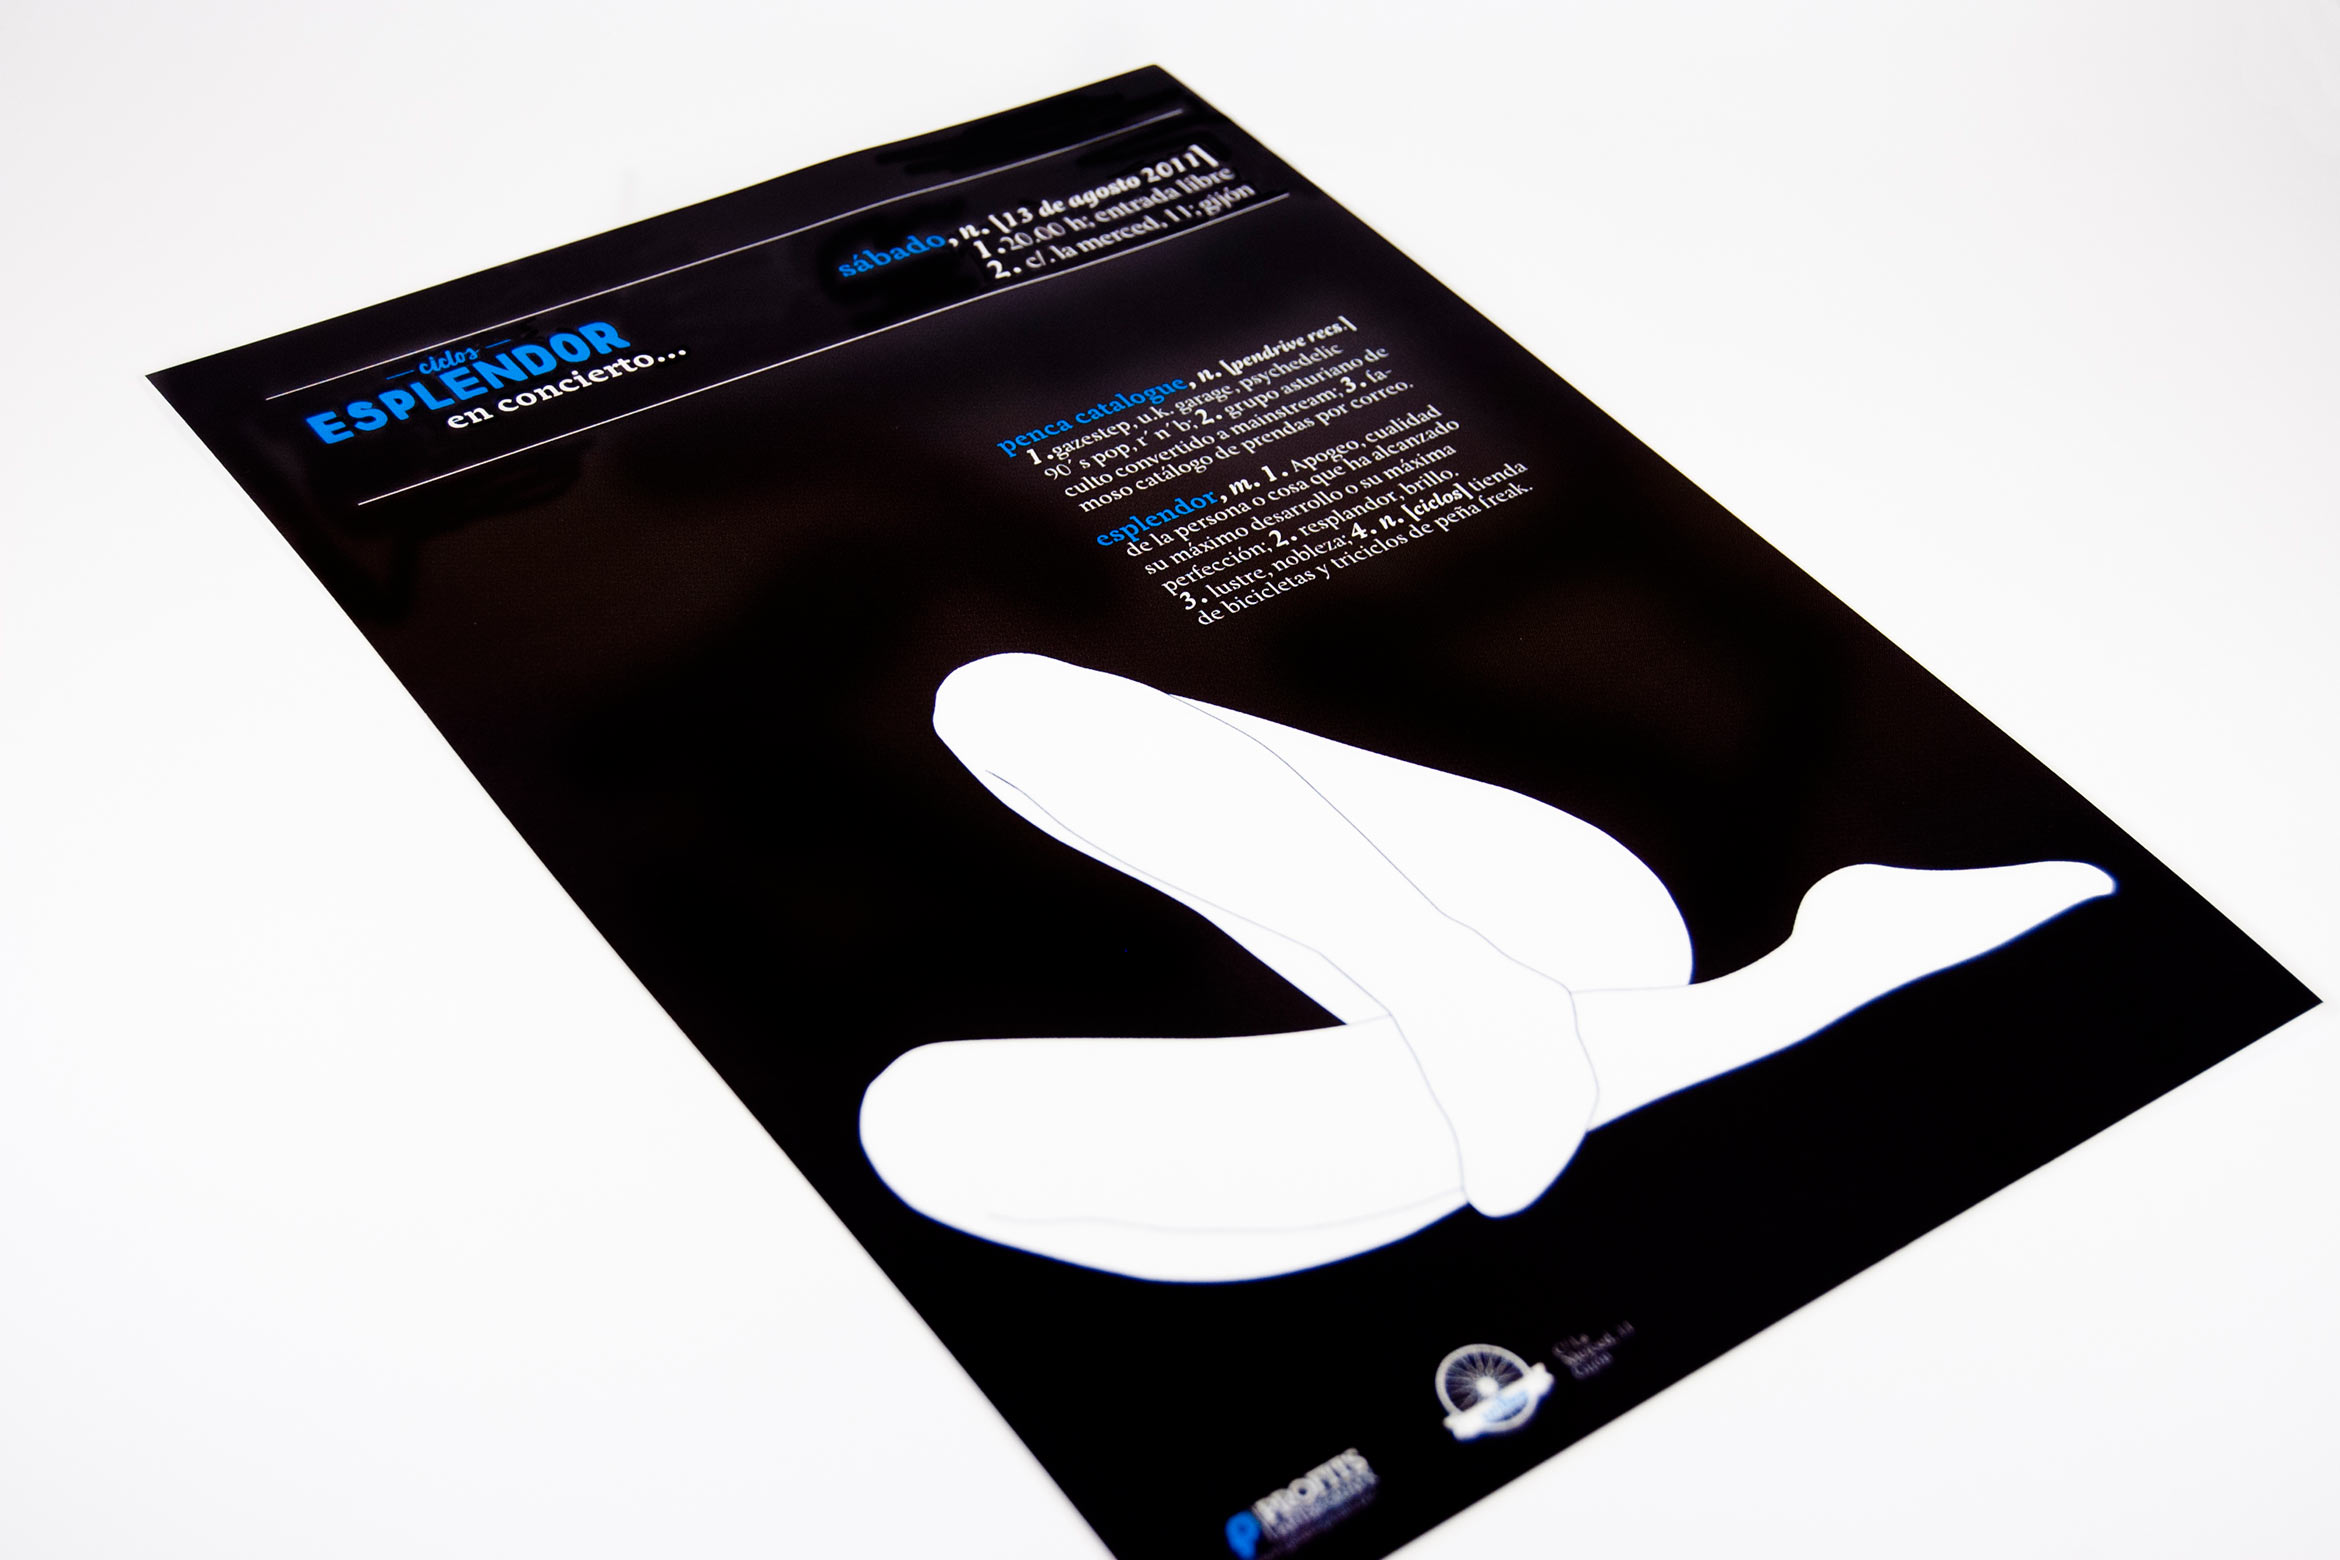 ciclos
ESPLENDOR
en concierto...
sábado, n. |13 de agosto 2011|
1. 20.00 h; entrada libre
2. c/. la merced, 11; gijón
penca catalogue, n. |pendrive recs.|
1. gazestep, u.k. garage, psychedelic
90´s pop, r´n´b; 2. grupo asturiano de
culto convertido a mainstream; 3. fa-
moso catálogo de prendas por correo.
esplendor, m. 1. Apogeo, cualidad
de la persona o cosa que ha alcanzado
su máximo desarrollo o su máxima
perfección; 2. resplandor, brillo.
3. lustre, nobleza; 4. n. |ciclos| tienda
de bicicletas y triciclos de peña freak.
C/ La
Merced, 11
Gijón